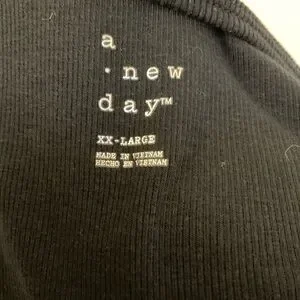 a
· new
day™
XX-LARGE
MADE IN VIETNAM
HECHO EN VIETNAM